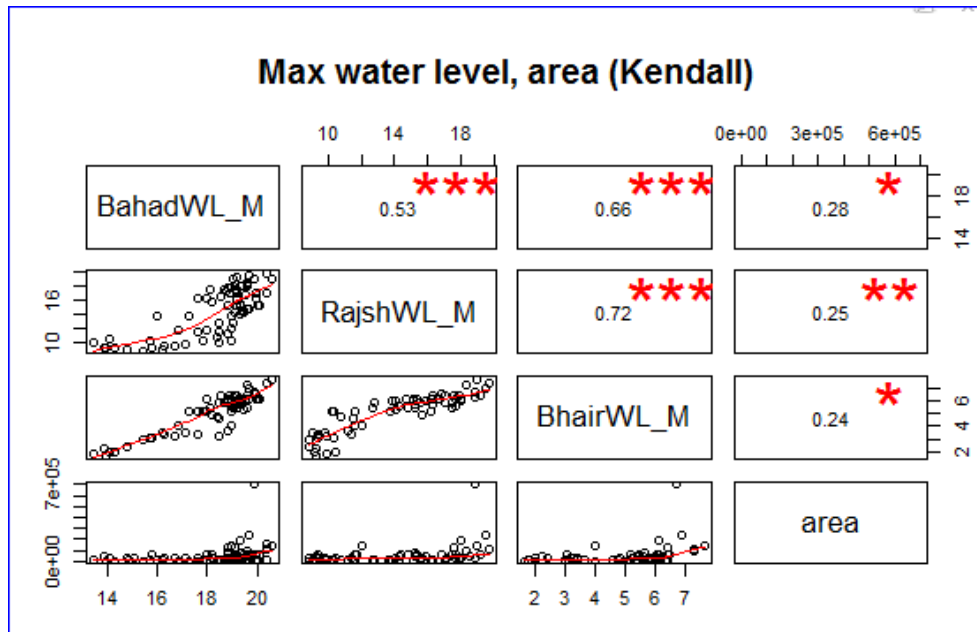 Max water level, area (Kendall)
10 14 18
0e+00 3e+05 6e+05
BahadWL_M
***
0.53
***
0.66
*
0.28
14 18
10 16
RajshWL_M
***
0.72
**
0.25
BhairWL_M
*
0.24
2 4 6
0e+00 7e+05
area
14 16 18 20
2 3 4 5 6 7